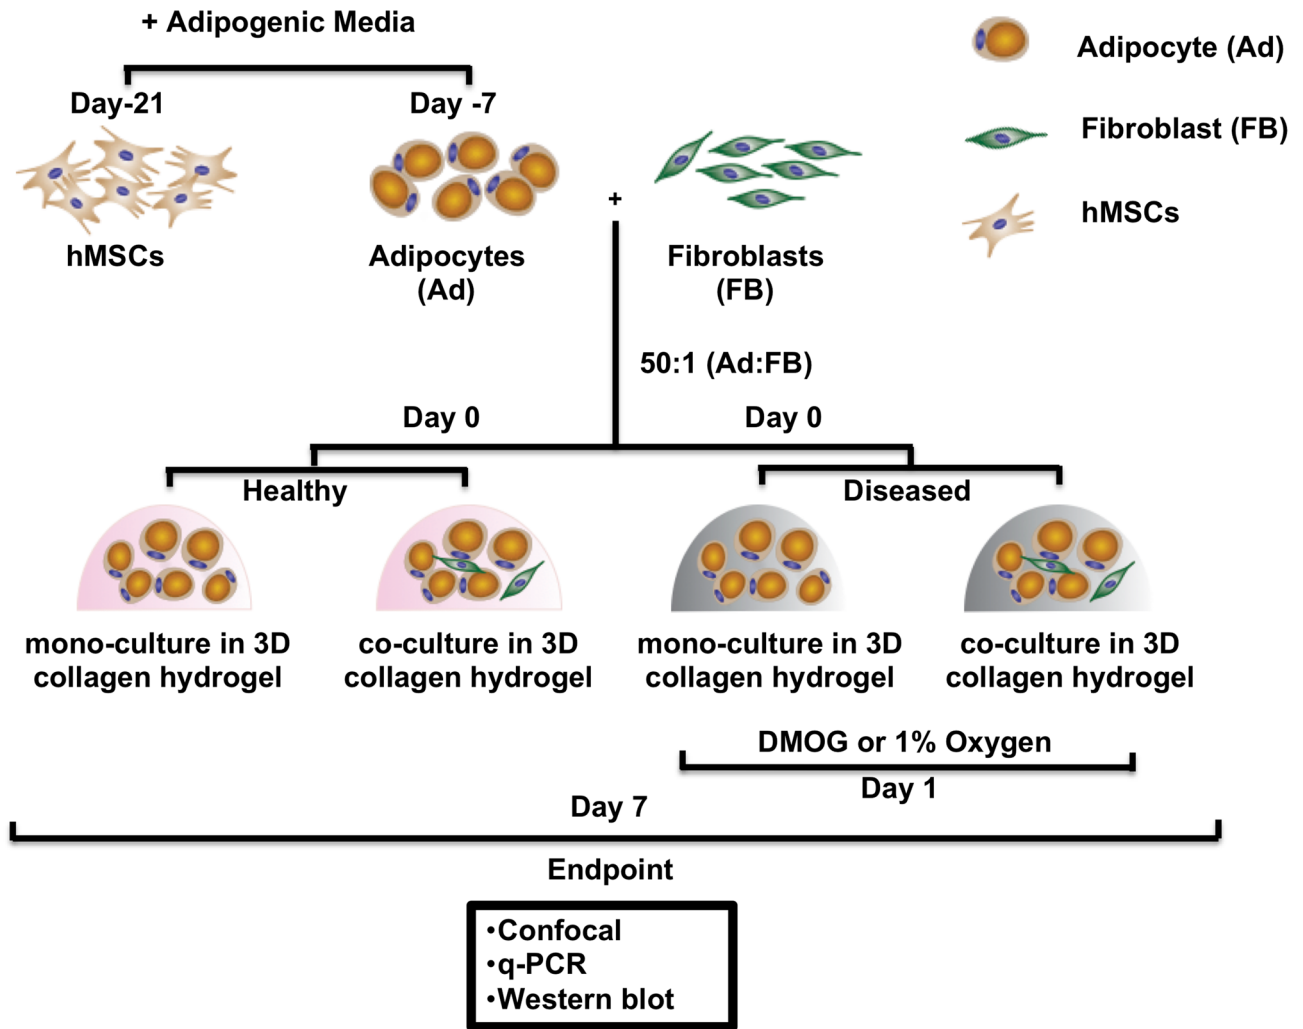 + Adipogenic Media
Day-21
Day -7
hMSCs
Adipocytes
(Ad)
+
Fibroblasts
(FB)
Adipocyte (Ad)
Fibroblast (FB)
hMSCs
50:1 (Ad:FB)
Day 0
Day 0
Healthy
Diseased
mono-culture in 3D
collagen hydrogel
co-culture in 3D
collagen hydrogel
mono-culture in 3D
collagen hydrogel
co-culture in 3D
collagen hydrogel
DMOG or 1% Oxygen
Day 1
Day 7
Endpoint
•Confocal
•q-PCR
•Western blot